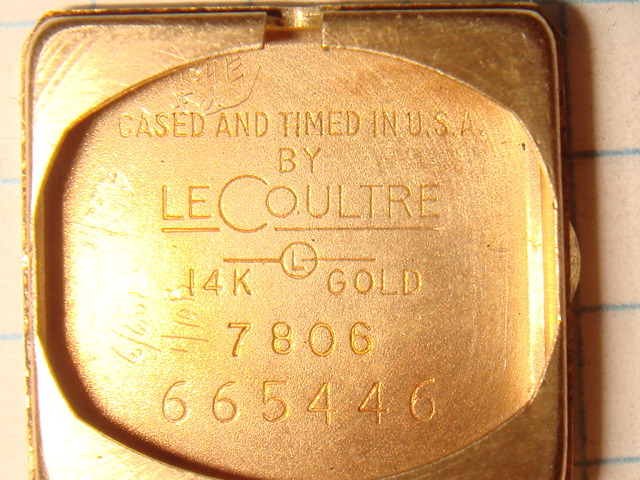 CASED AND TIMED IN U.S.A.
BY
LECOULTRE
L
14K GOLD
7806
665446